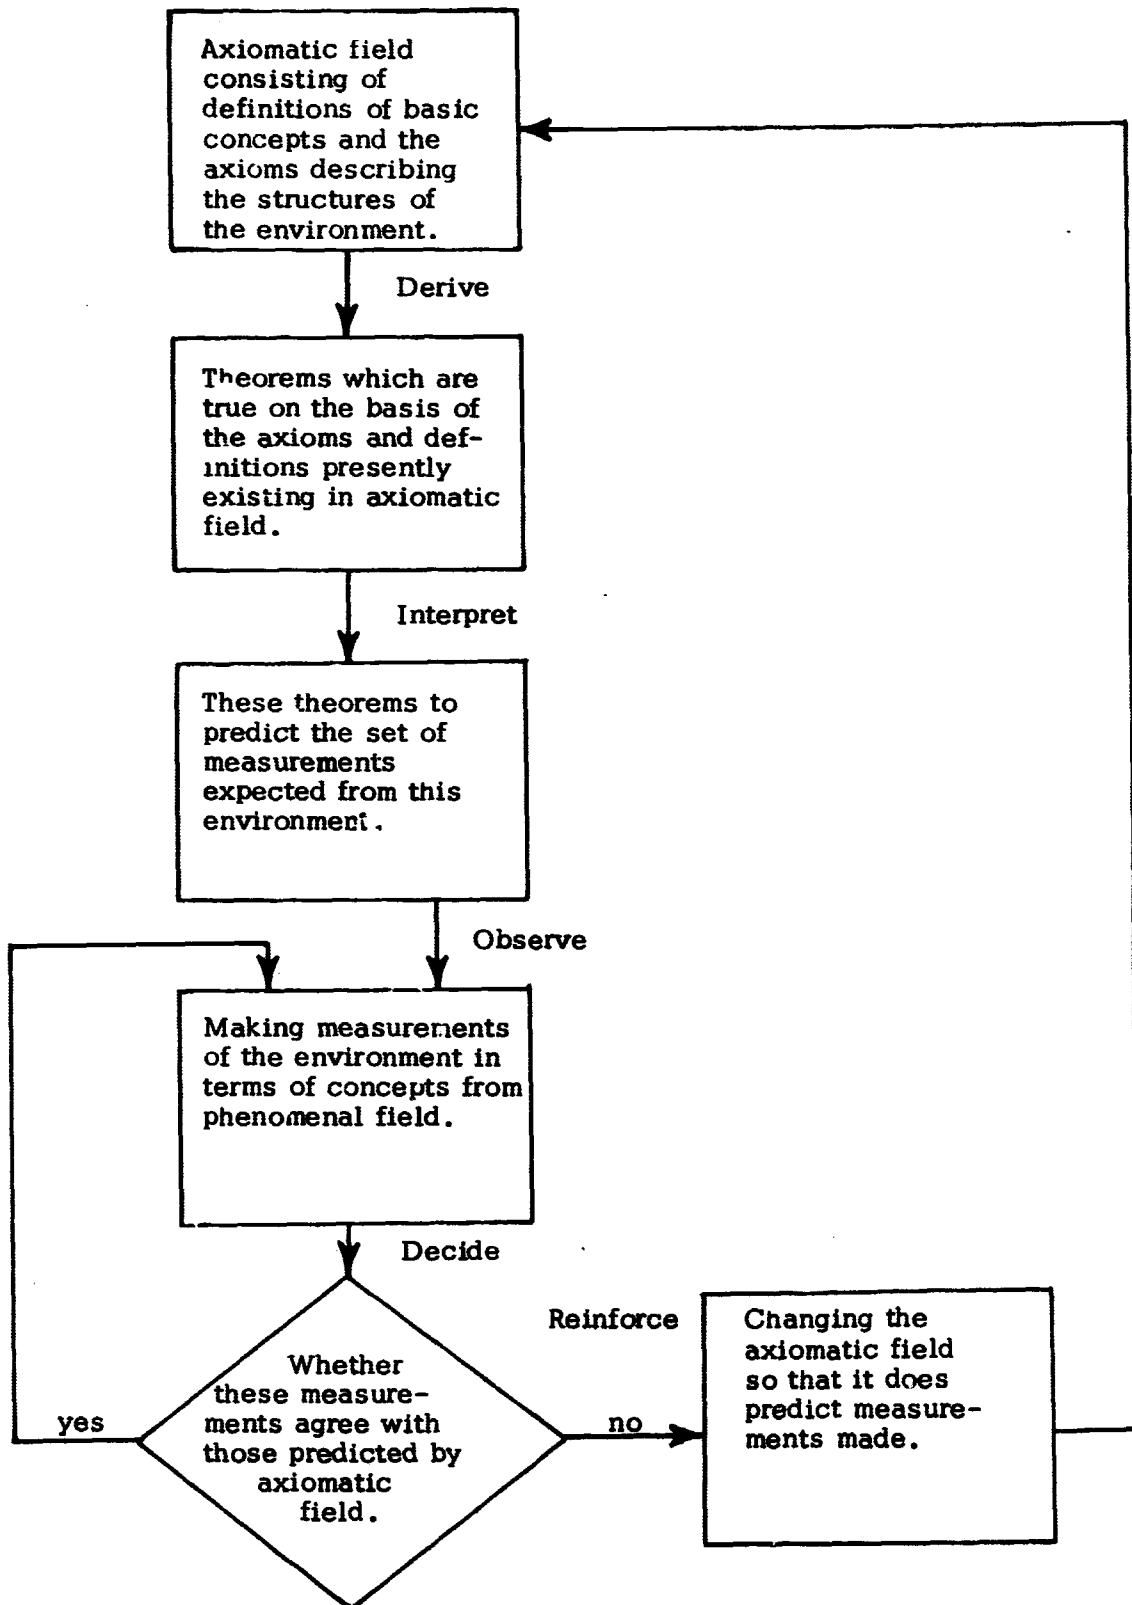 Axiomatic field
consisting of
definitions of basic
concepts and the
axioms describing
the structures of
the environment.
Derive
Theorems which are
true on the basis of
the axioms and def-
initions presently
existing in axiomatic
field.
Interpret
These theorems to
predict the set of
measurements
expected from this
environment.
Observe
Making measurements
of the environment in
terms of concepts from
phenomenal field.
Decide
Whether
these measure-
ments agree with
those predicted by
axiomatic
field.
yes
no
Reinforce
Changing the
axiomatic field
so that it does
predict measure-
ments made.